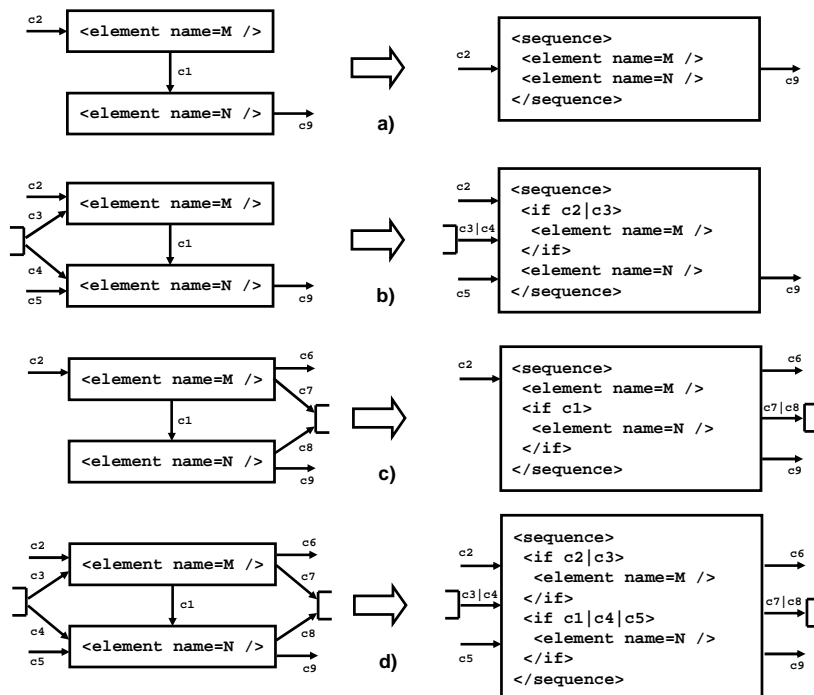 c2
<element name=M />
c1
<element name=N />
c9
a)
<sequence>
<element name=M />
<element name=N />
</sequence>
c2
c9
c2
c3
<element name=M />
c1
c4
<element name=N />
c5
c9
b)
c2
<sequence>
<if c2|c3>
c3|c4
<element name=M />
</if>
c5
<element name=N />
</sequence>
c9
c2
<element name=M />
c6
c7
c1
c8
<element name=N />
c9
c)
c2
<sequence>
<element name=M />
<if c1>
<element name=N />
</if>
</sequence>
c6
c7|c8
c9
c2
c3
<element name=M />
c6
c7
c1
c4
c8
<element name=N />
c5
c9
d)
<sequence>
c2
<if c2|c3>
<element name=M />
c3|c4
</if>
<if c1|c4|c5>
<element name=N />
c5
</if>
</sequence>
c6
c7|c8
c9